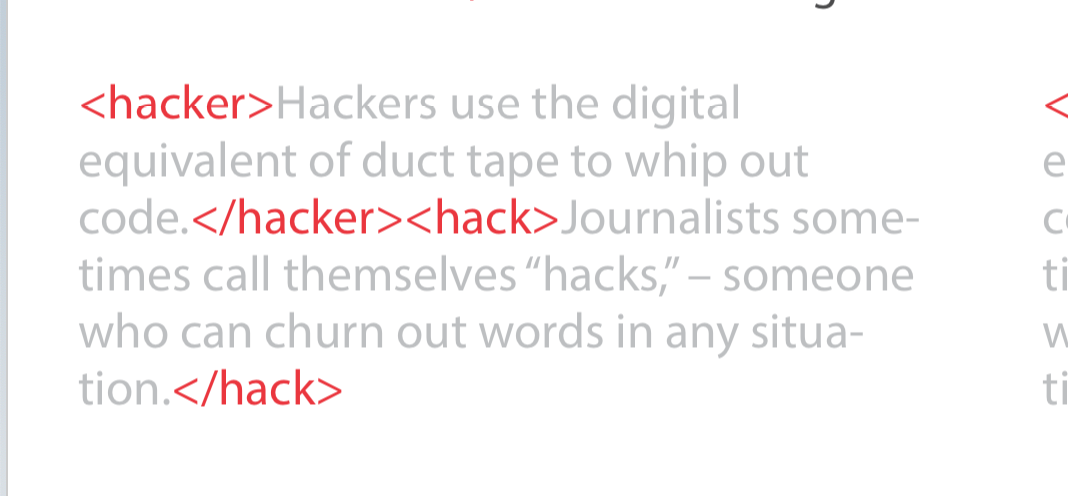 <hacker>Hackers use the digital
equivalent of duct tape to whip out
code.</hacker><hack>Journalists some-
times call themselves “hacks,” – someone
who can churn out words in any situa-
tion.</hack>